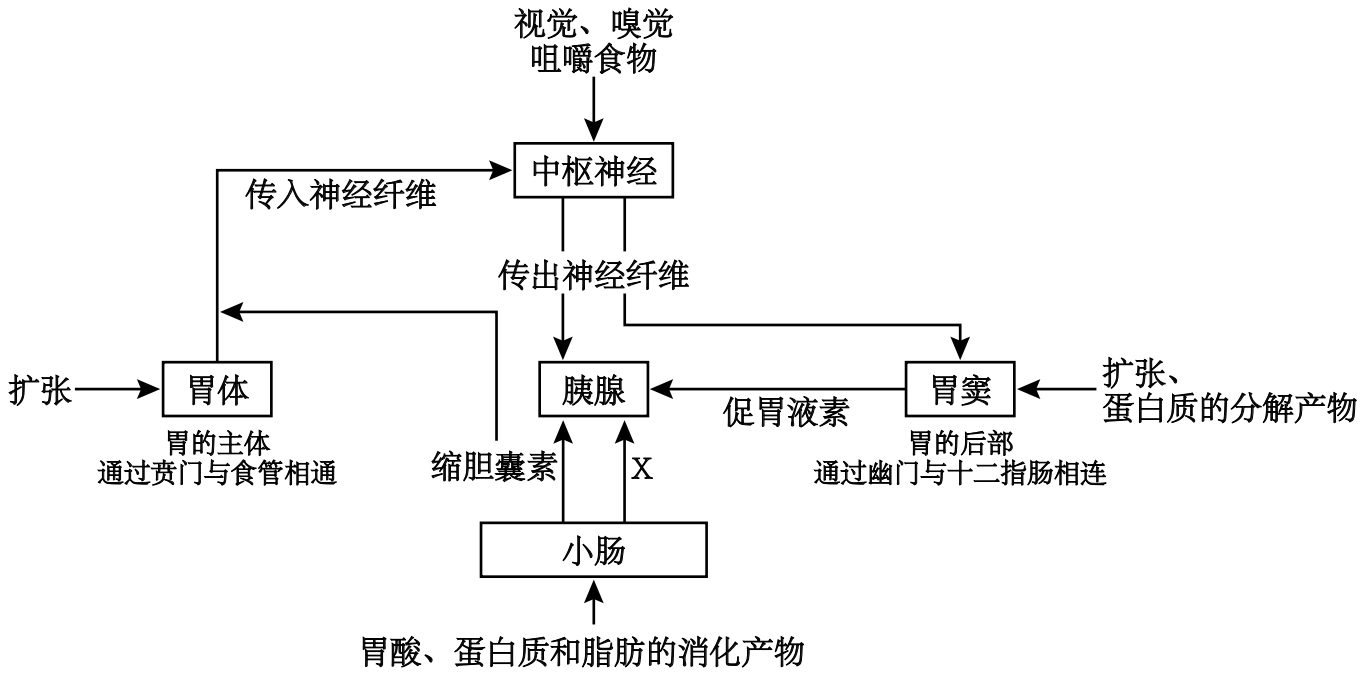 视觉、嗅觉
咀嚼食物
中枢神经
传入神经纤维
传出神经纤维
扩张
胃体
胰腺
胃窦
扩张、
蛋白质的分解产物
促胃液素
胃的主体
通过贲门与食管相通
胃的后部
通过幽门与十二指肠相连
缩胆囊素
X
小肠
胃酸、蛋白质和脂肪的消化产物